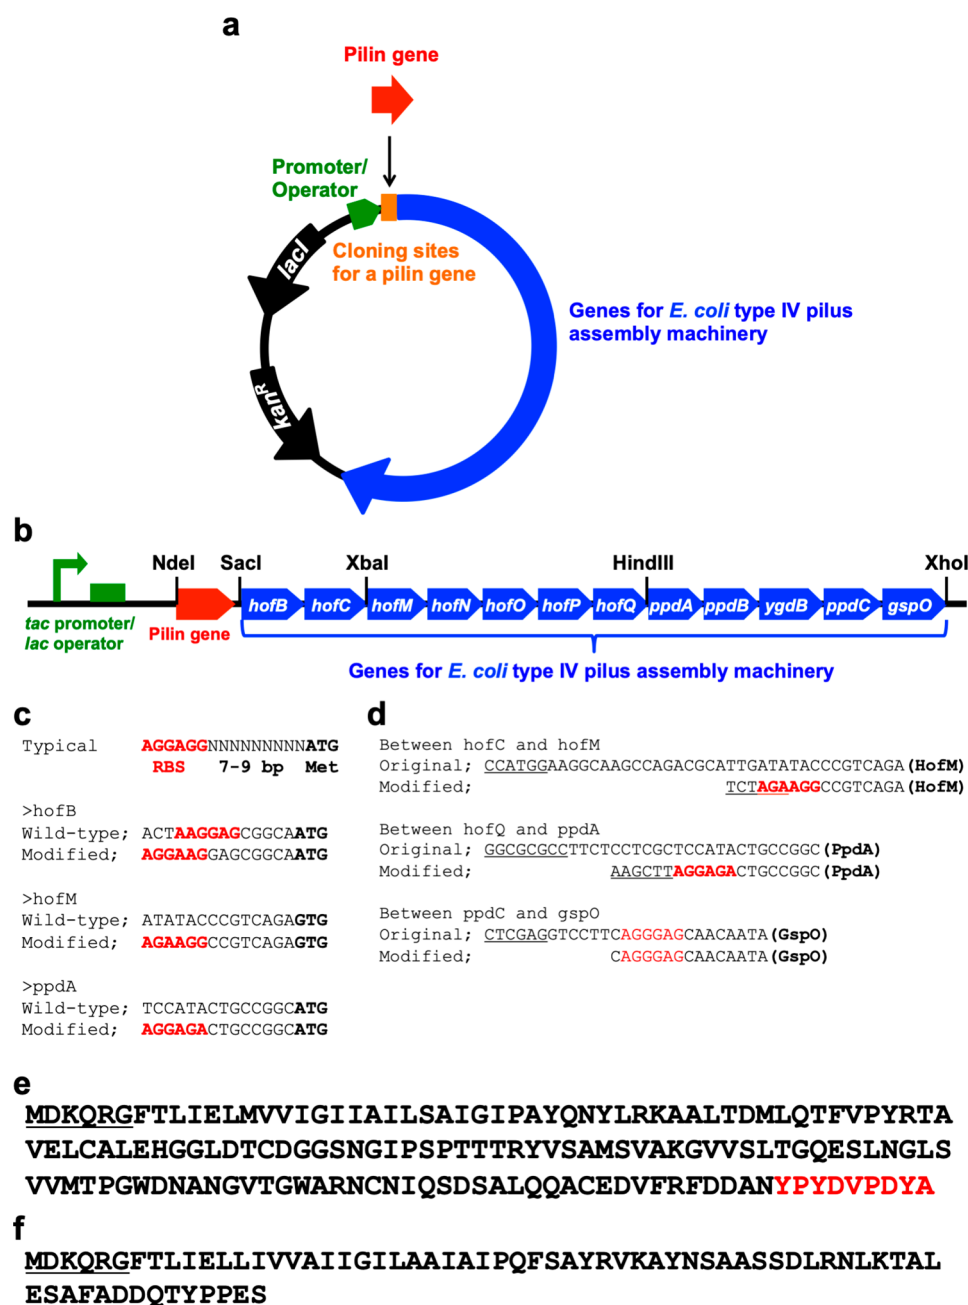 a
Pilin gene
Promoter/
Operator
lacI
Cloning sites
for a pilin gene
Genes for E. coli type IV pilus
assembly machinery
kanR
b
NdeI SacI XbaI HindIII XhoI
hofB hofC hofM hofN hofO hofP hofQ ppdA ppdB ygdB ppdC gspO
tac promoter/
lac operator
Pilin gene
Genes for E. coli type IV pilus assembly machinery
c
Typical AGGAGGNNNNNNNNNATG
RBS 7-9 bp Met
>hofB
Wild-type; ACTAAGGAGCGGCAATG
Modified; AGGAAGGAGCGGCAATG
>hofM
Wild-type; ATATACCCGTCAGAGTG
Modified; AGAAGGCCGTCAGAGTG
>ppdA
Wild-type; TCCATACTGCCGGCATG
Modified; AGGAGACTGCCGGCATG
d
Between hofC and hofM
Original; CCATGGAAGGCAAGCCAGACGCATTGATATACCCGTCAGA(HofM)
Modified; TCTAGAAGGCCGTCAGA(HofM)
Between hofQ and ppdA
Original; GGCGCGCCTTCTCCTCGCTCCATACTGCCGGC(PpdA)
Modified; AAGCTTAGGAGACTGCCGGC(PpdA)
Between ppdC and gspO
Original; CTCGAGGTCCTTCAGGGAGCAACAATA(GspO)
Modified; CAGGGAGCAACAATA(GspO)
e
MDKQRGFTLIELMVVIGIIAILSAIGIPAYQNYLRKAALTDMLQTFVPYRTA
VELCALEHGGLDTCDGGSNGIPSPTTTRYVSAMSVAKGVVSLTGQESLNGLS
VVMTPGWDNANGVTGWARNCNIQSDSALQQACEDVFRFDDANYPYDVPDYA
f
MDKQRGFTLIELLIVVAIIGILAAIAIPQFSAYRVKAYNSAASSDLRNLKTAL
ESAFADDQTYPPES